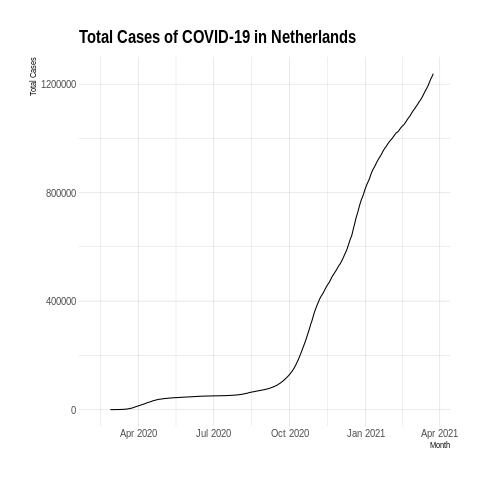 Total Cases of COVID-19 in Netherlands
Total Cases
1200000
800000
400000
0
Apr 2020 Jul 2020 Oct 2020 Jan 2021 Apr 2021
Month